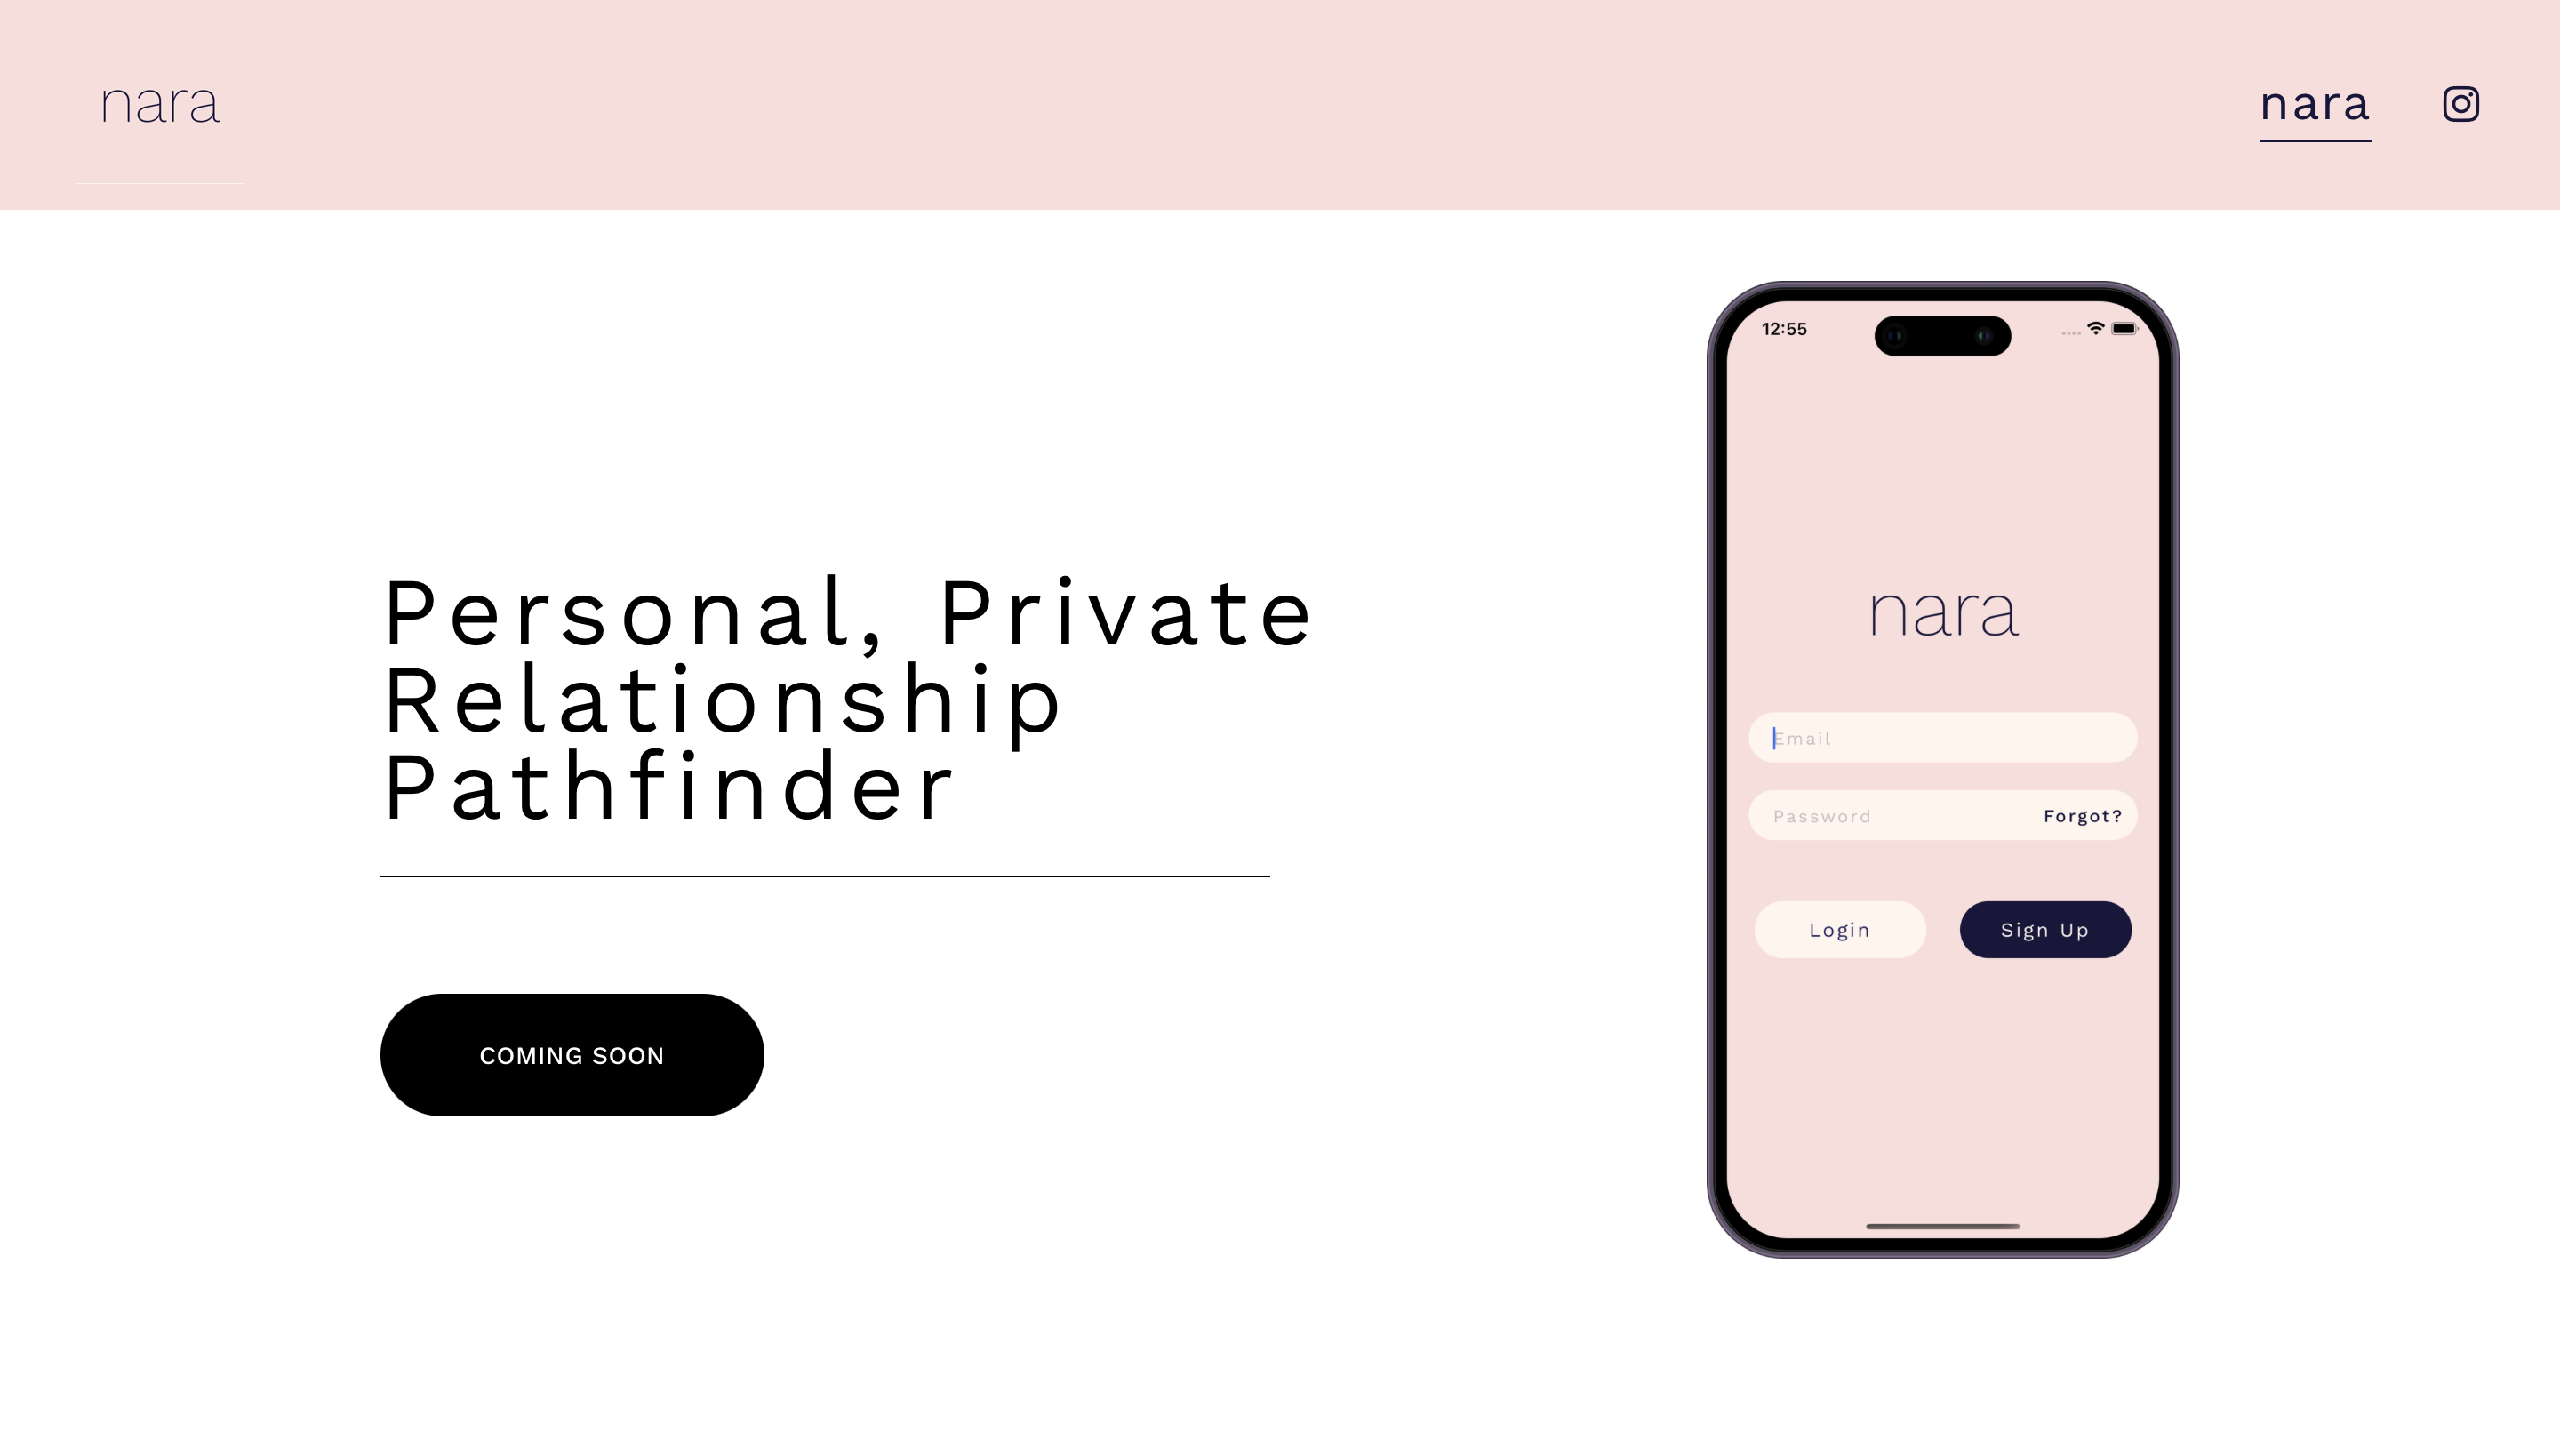 nara
nara
Personal, Private
Relationship
Pathfinder
COMING SOON
12:55
nara
Email
Password
Forgot?
Login
Sign Up